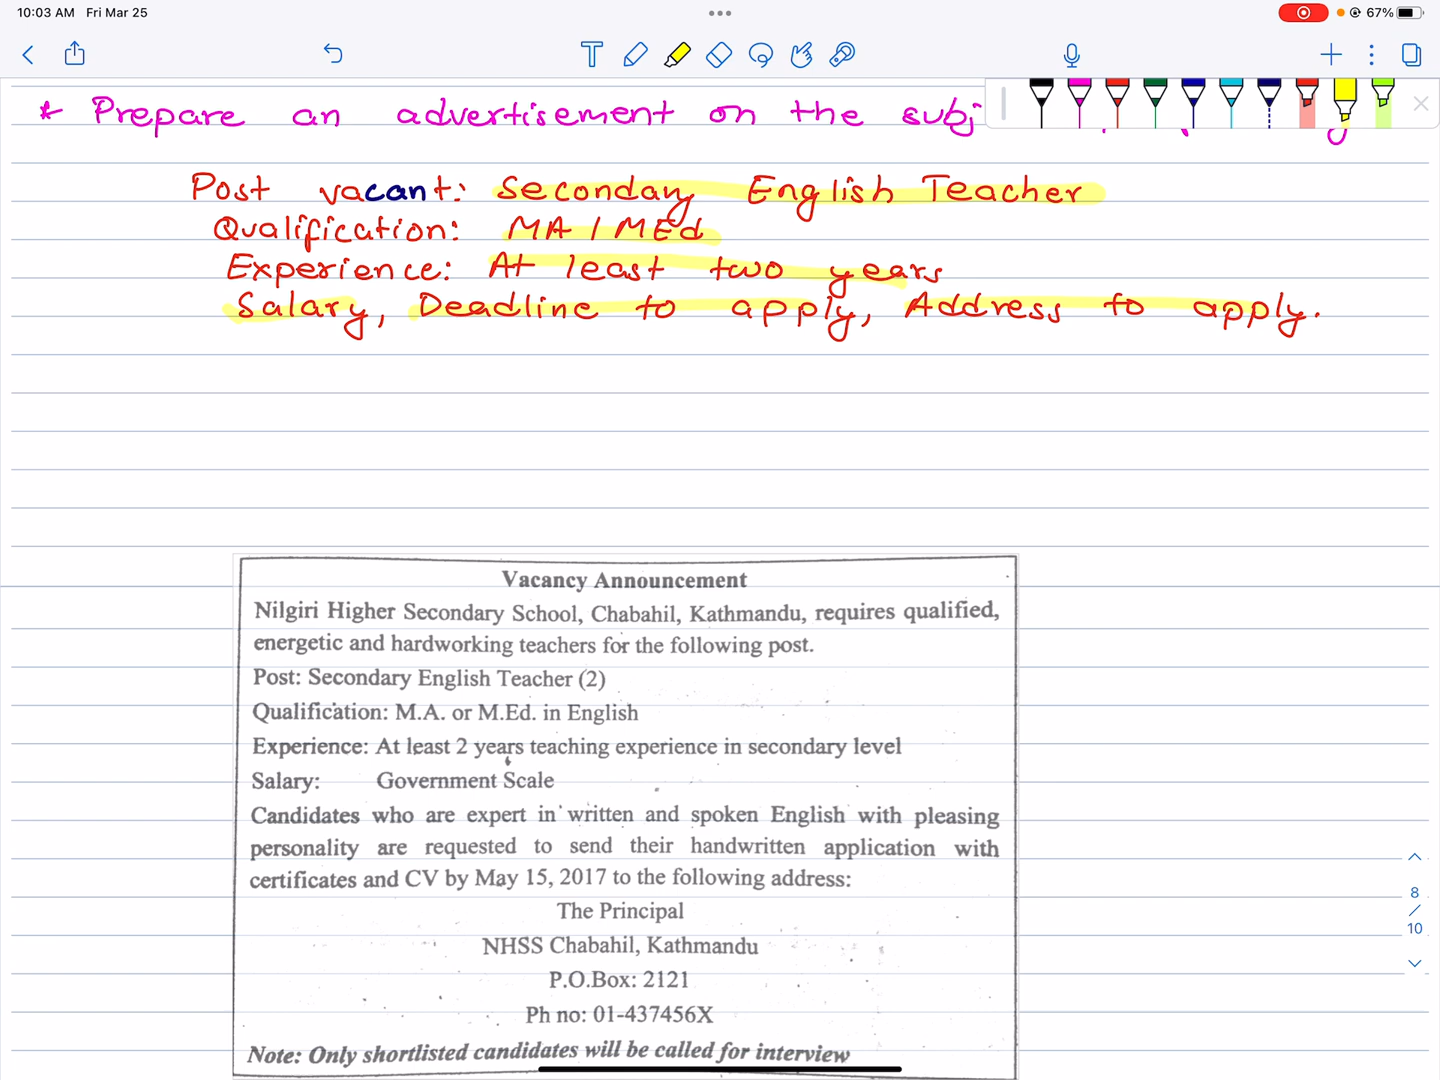 10:03 AM Fri Mar 25
67%
* Prepare an advertisement on the subj
Post vacant: Seconday English Teacher
Qualification: MA / MEd
Experience: At least two years
Salary, Deadline to apply, Address to apply.
Vacancy Announcement
Nilgiri Higher Secondary School, Chabahil, Kathmandu, requires qualified,
energetic and hardworking teachers for the following post.
Post: Secondary English Teacher (2)
Qualification: M.A. or M.Ed. in English
Experience: At least 2 years teaching experience in secondary level
Salary: Government Scale
Candidates who are expert in written and spoken English with pleasing
personality are requested to send their handwritten application with
certificates and CV by May 15, 2017 to the following address:
The Principal
NHSS Chabahil, Kathmandu
P.O.Box: 2121
Ph no: 01-437456X
Note: Only shortlisted candidates will be called for interview
8
/
10